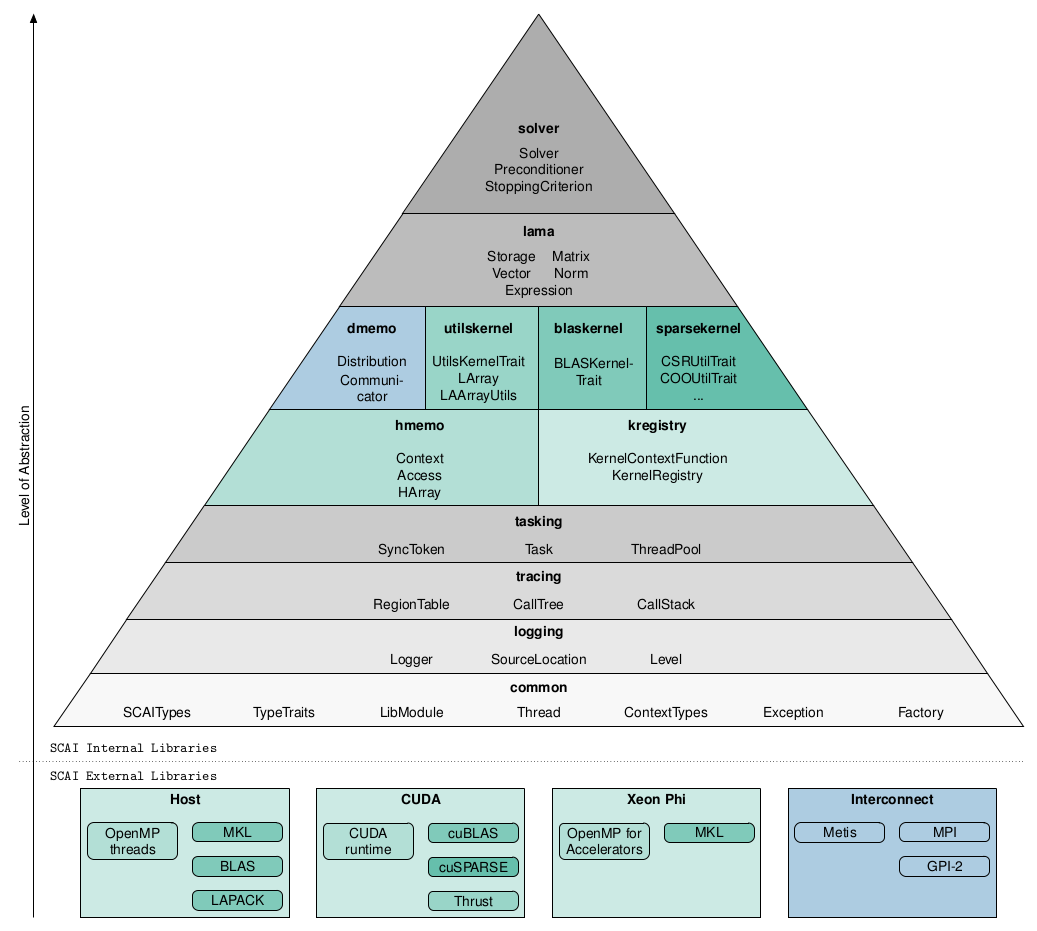 solver
Solver
Preconditioner
StoppingCriterion
lama
Storage Matrix
Vector Norm
Expression
dmemo utilskernel blaskernel sparsekernel
Distribution
Communi-
cator
UtilsKernelTrait
LArray
LAArrayUtils
BLASKernel-
Trait
CSRUtilTrait
COOUtilTrait
...
hmemo
Context
Access
HArray
kregistry
KernelContextFunction
KernelRegistry
tasking
SyncToken Task ThreadPool
tracing
RegionTable CallTree CallStack
logging
Logger SourceLocation Level
common
SCAITypes TypeTraits LibModule Thread ContextTypes Exception Factory
Level of Abstraction
SCAI Internal Libraries
SCAI External Libraries
Host
OpenMP
threads
MKL
BLAS
LAPACK
CUDA
CUDA
runtime
cuBLAS
cuSPARSE
Thrust
Xeon Phi
OpenMP for
Accelerators
MKL
Interconnect
Metis
MPI
GPI-2